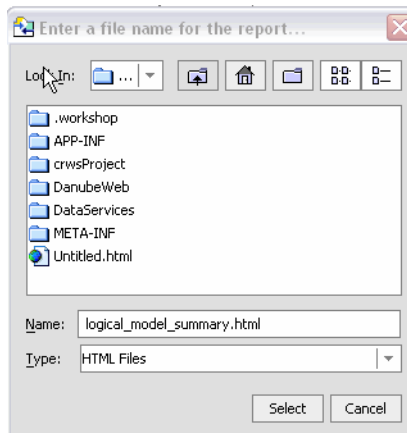 Enter a file name for the report...
Look In: ...
.workshop
APP-INF
crwsProject
DanubeWeb
DataServices
META-INF
Untitled.html
Name: logical_model_summary.html
Type: HTML Files
Select Cancel